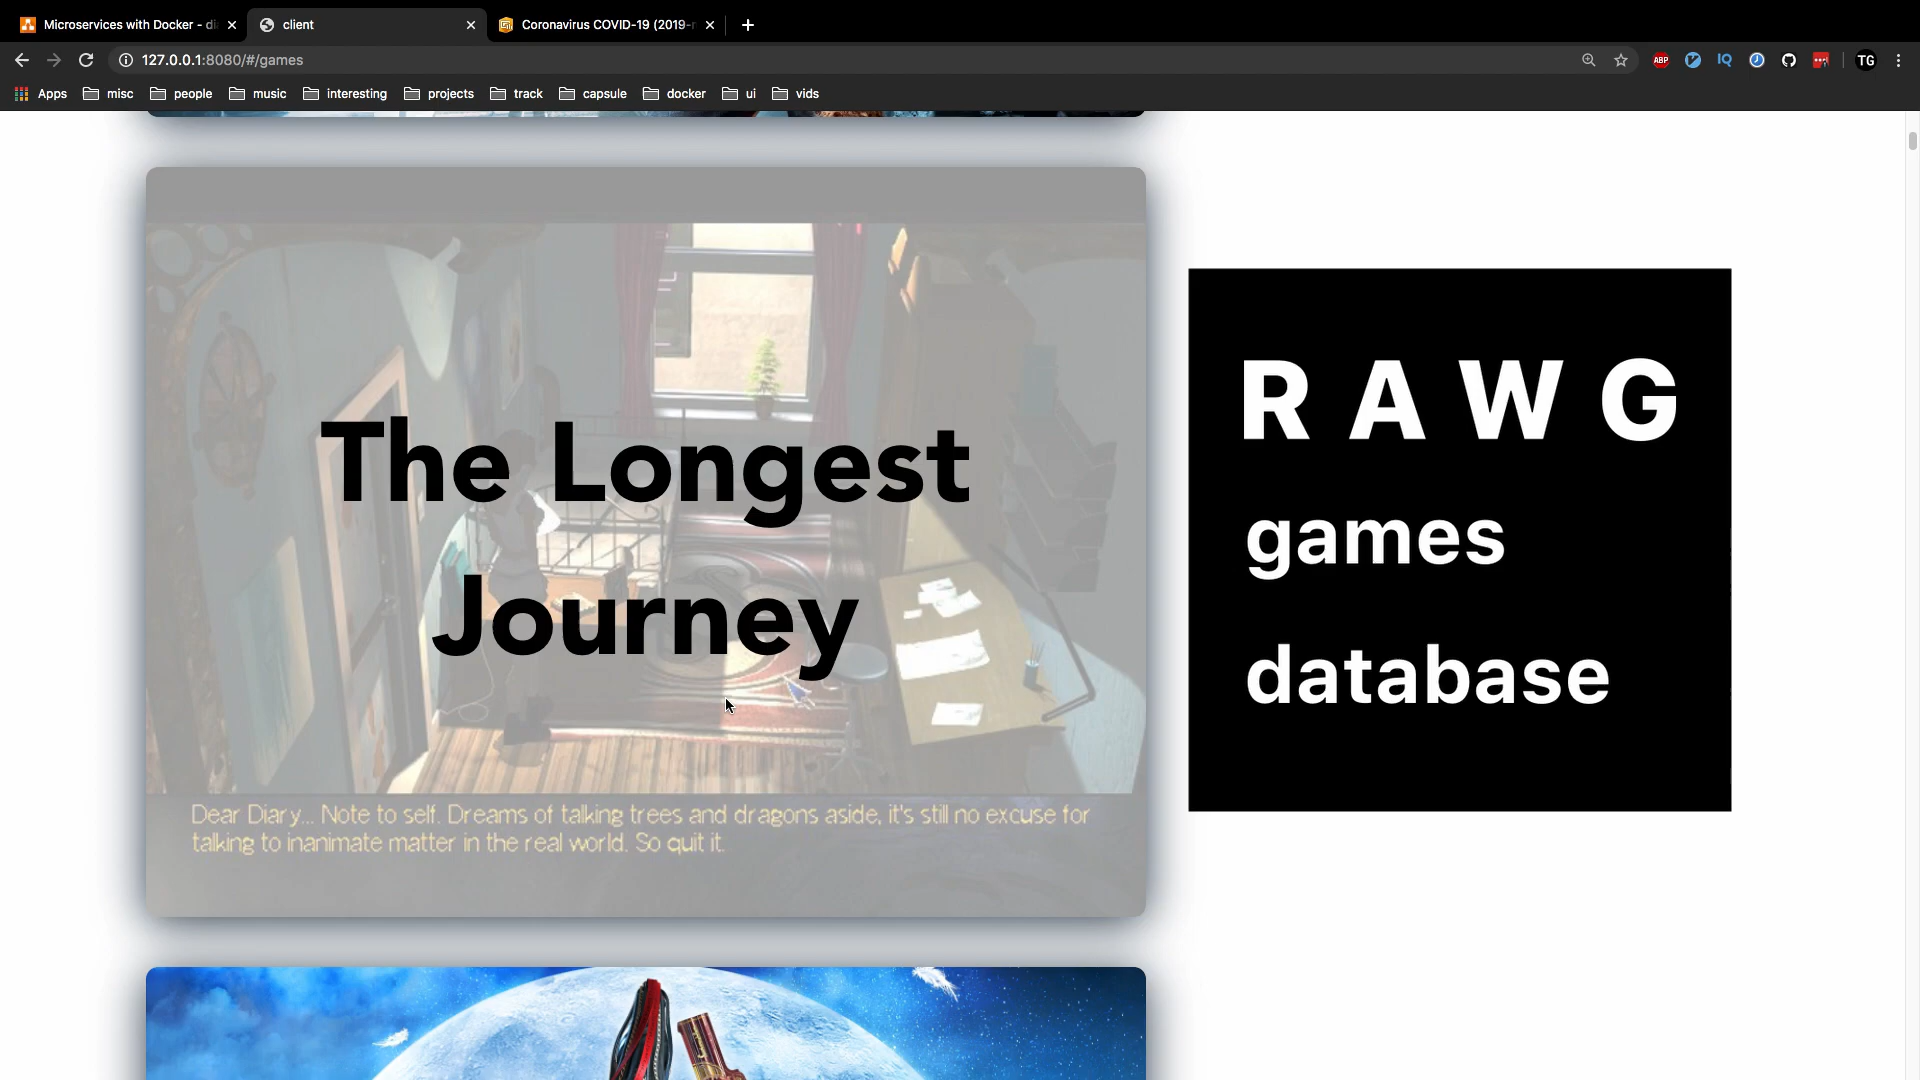 Microservices with Docker - di
client
Coronavirus COVID-19 (2019-n
127.0.0.1:8080/#/games
ABP
IQ
TG
Apps
misc
people
music
interesting
projects
track
capsule
docker
ui
vids
The Longest
Journey
Dear Diary... Note to self. Dreams of talking trees and dragons aside, it's still no excuse for
talking to inanimate matter in the real world. So quit it.
R A W G
games
database